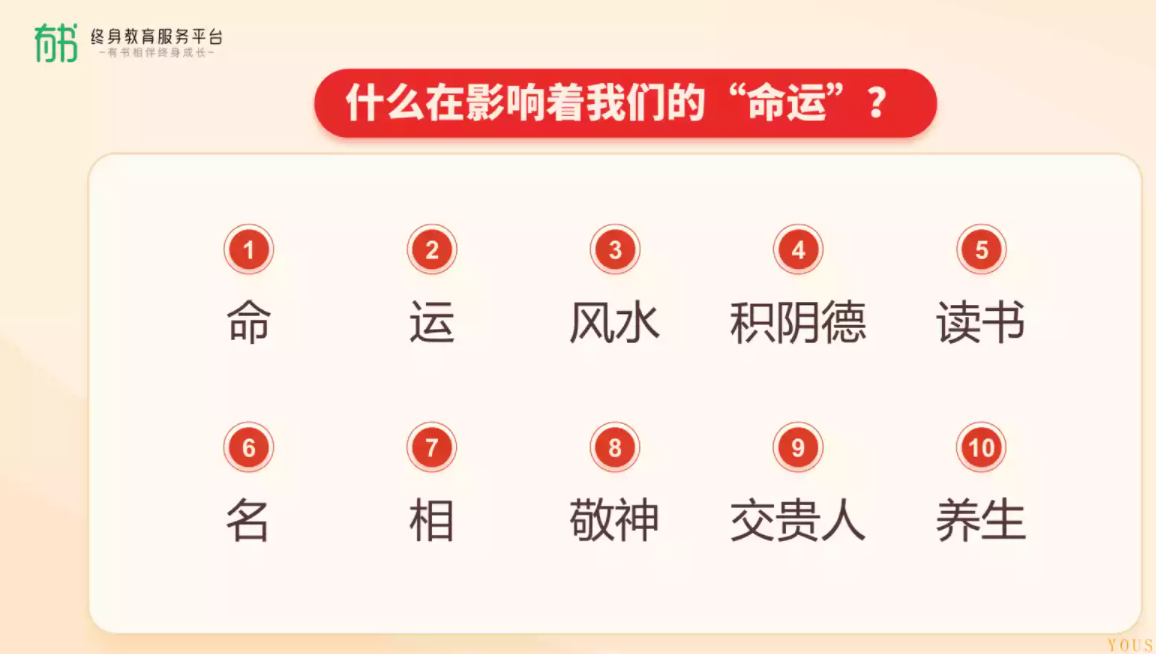 有书 终身教育服务平台
-有书相伴终身成长-
什么在影响着我们的“命运”？
1 2 3 4 5
命 运 风水 积阴德 读书
6 7 8 9 10
名 相 敬神 交贵人 养生
YOUS